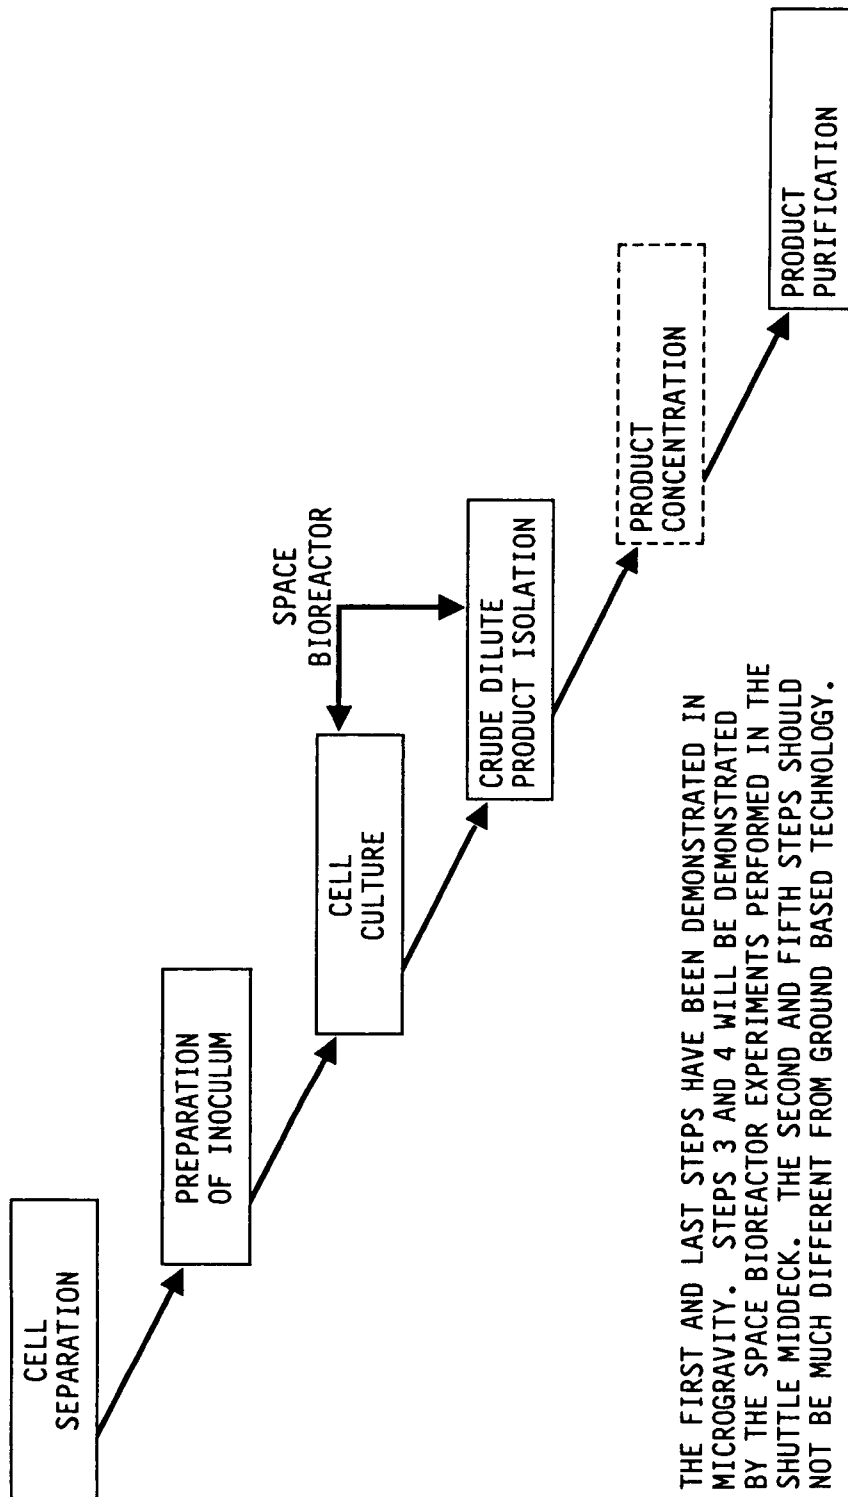 CELL
SEPARATION
PREPARATION
OF INOCULUM
CELL
CULTURE
SPACE
BIOREACTOR
CRUDE DILUTE
PRODUCT ISOLATION
PRODUCT
CONCENTRATION
PRODUCT
PURIFICATION
THE FIRST AND LAST STEPS HAVE BEEN DEMONSTRATED IN
MICROGRAVITY. STEPS 3 AND 4 WILL BE DEMONSTRATED
BY THE SPACE BIOREACTOR EXPERIMENTS PERFORMED IN THE
SHUTTLE MIDDECK. THE SECOND AND FIFTH STEPS SHOULD
NOT BE MUCH DIFFERENT FROM GROUND BASED TECHNOLOGY.